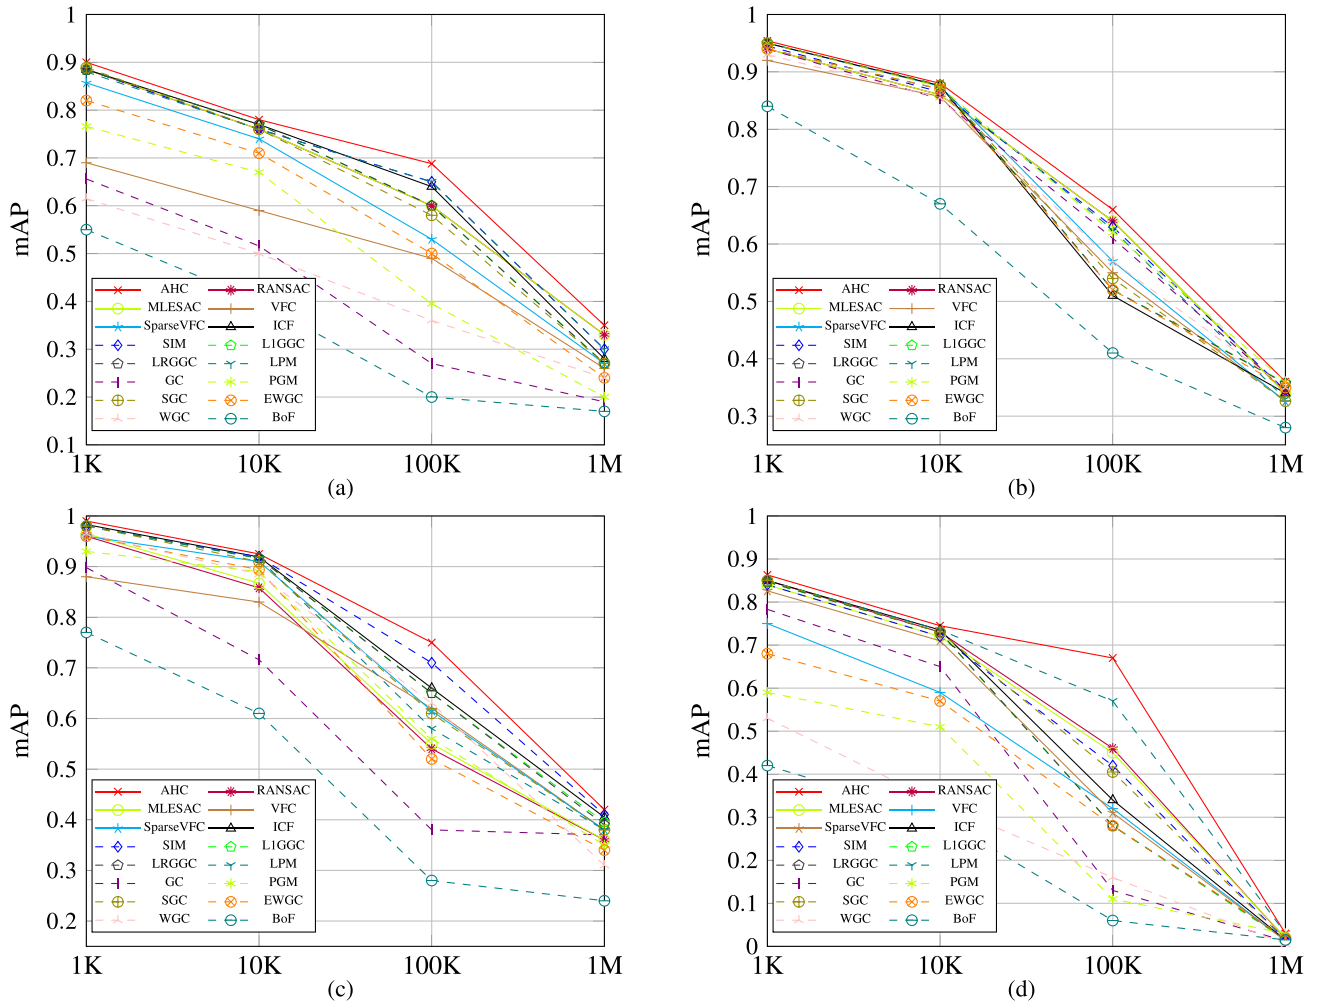 1
0.9
0.8
0.7
0.6
0.5
0.4
0.3
0.2
0.1
mAP
AHC RANSAC
MLESAC VFC
SparseVFC ICF
SIM L1GGC
LRGGC LPM
GC PGM
SGC EWGC
WGC BoF
1K 10K 100K 1M
(a)
1
0.9
0.8
0.7
0.6
0.5
0.4
0.3
mAP
AHC RANSAC
MLESAC VFC
SparseVFC ICF
SIM L1GGC
LRGGC LPM
GC PGM
SGC EWGC
WGC BoF
1K 10K 100K 1M
(b)
1
0.9
0.8
0.7
0.6
0.5
0.4
0.3
0.2
mAP
AHC RANSAC
MLESAC VFC
SparseVFC ICF
SIM L1GGC
LRGGC LPM
GC PGM
SGC EWGC
WGC BoF
1K 10K 100K 1M
(c)
1
0.9
0.8
0.7
0.6
0.5
0.4
0.3
0.2
0.1
0
mAP
AHC RANSAC
MLESAC VFC
SparseVFC ICF
SIM L1GGC
LRGGC LPM
GC PGM
SGC EWGC
WGC BoF
1K 10K 100K 1M
(d)